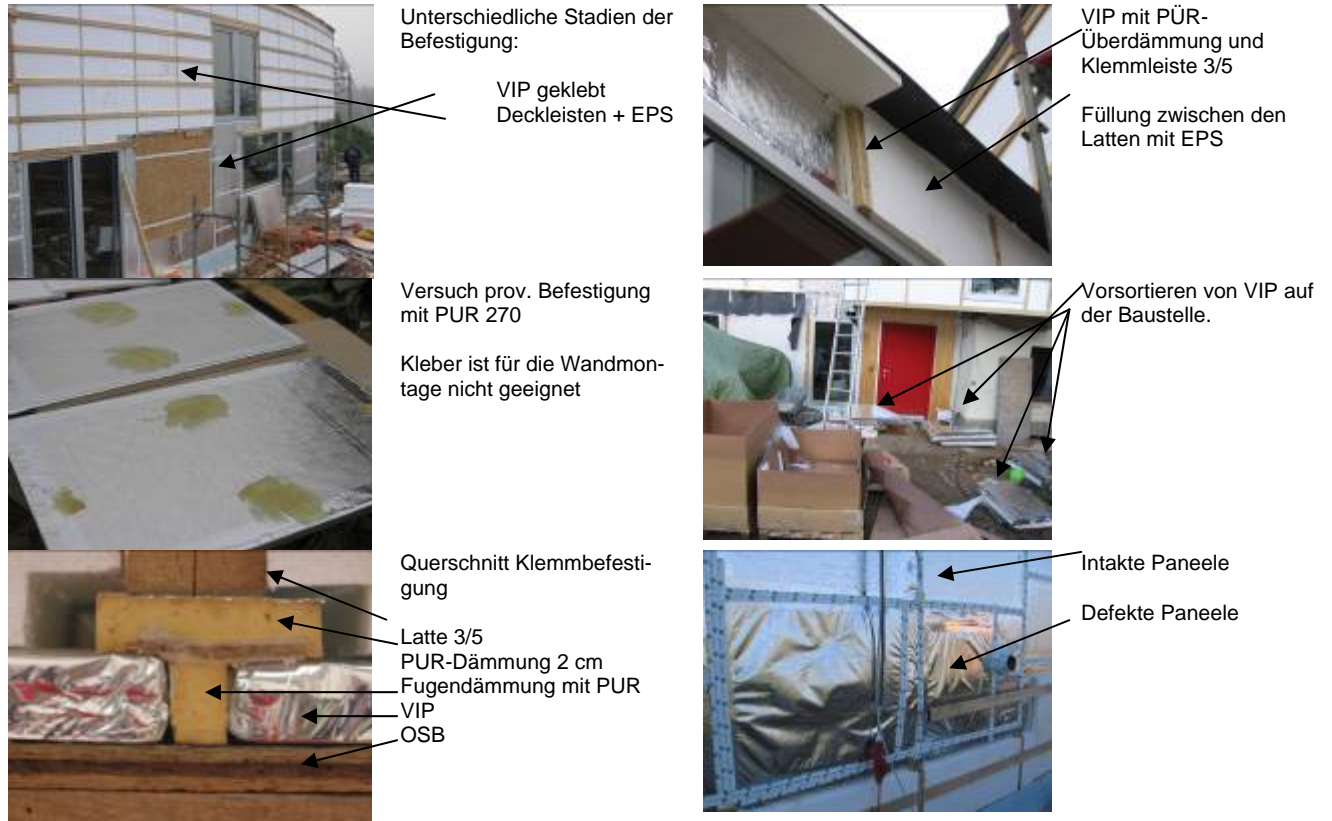 Unterschiedliche Stadien der
Befestigung:
VIP geklebt
Deckleisten + EPS
VIP mit PÜR-
Überdämmung und
Klemmleiste 3/5
Füllung zwischen den
Latten mit EPS
Versuch prov. Befestigung
mit PUR 270
Kleber ist für die Wandmon-
tage nicht geeignet
Vorsortieren von VIP auf
der Baustelle.
Querschnitt Klemmbefesti-
gung
Latte 3/5
PUR-Dämmung 2 cm
Fugendämmung mit PUR
VIP
OSB
Intakte Paneele
Defekte Paneele